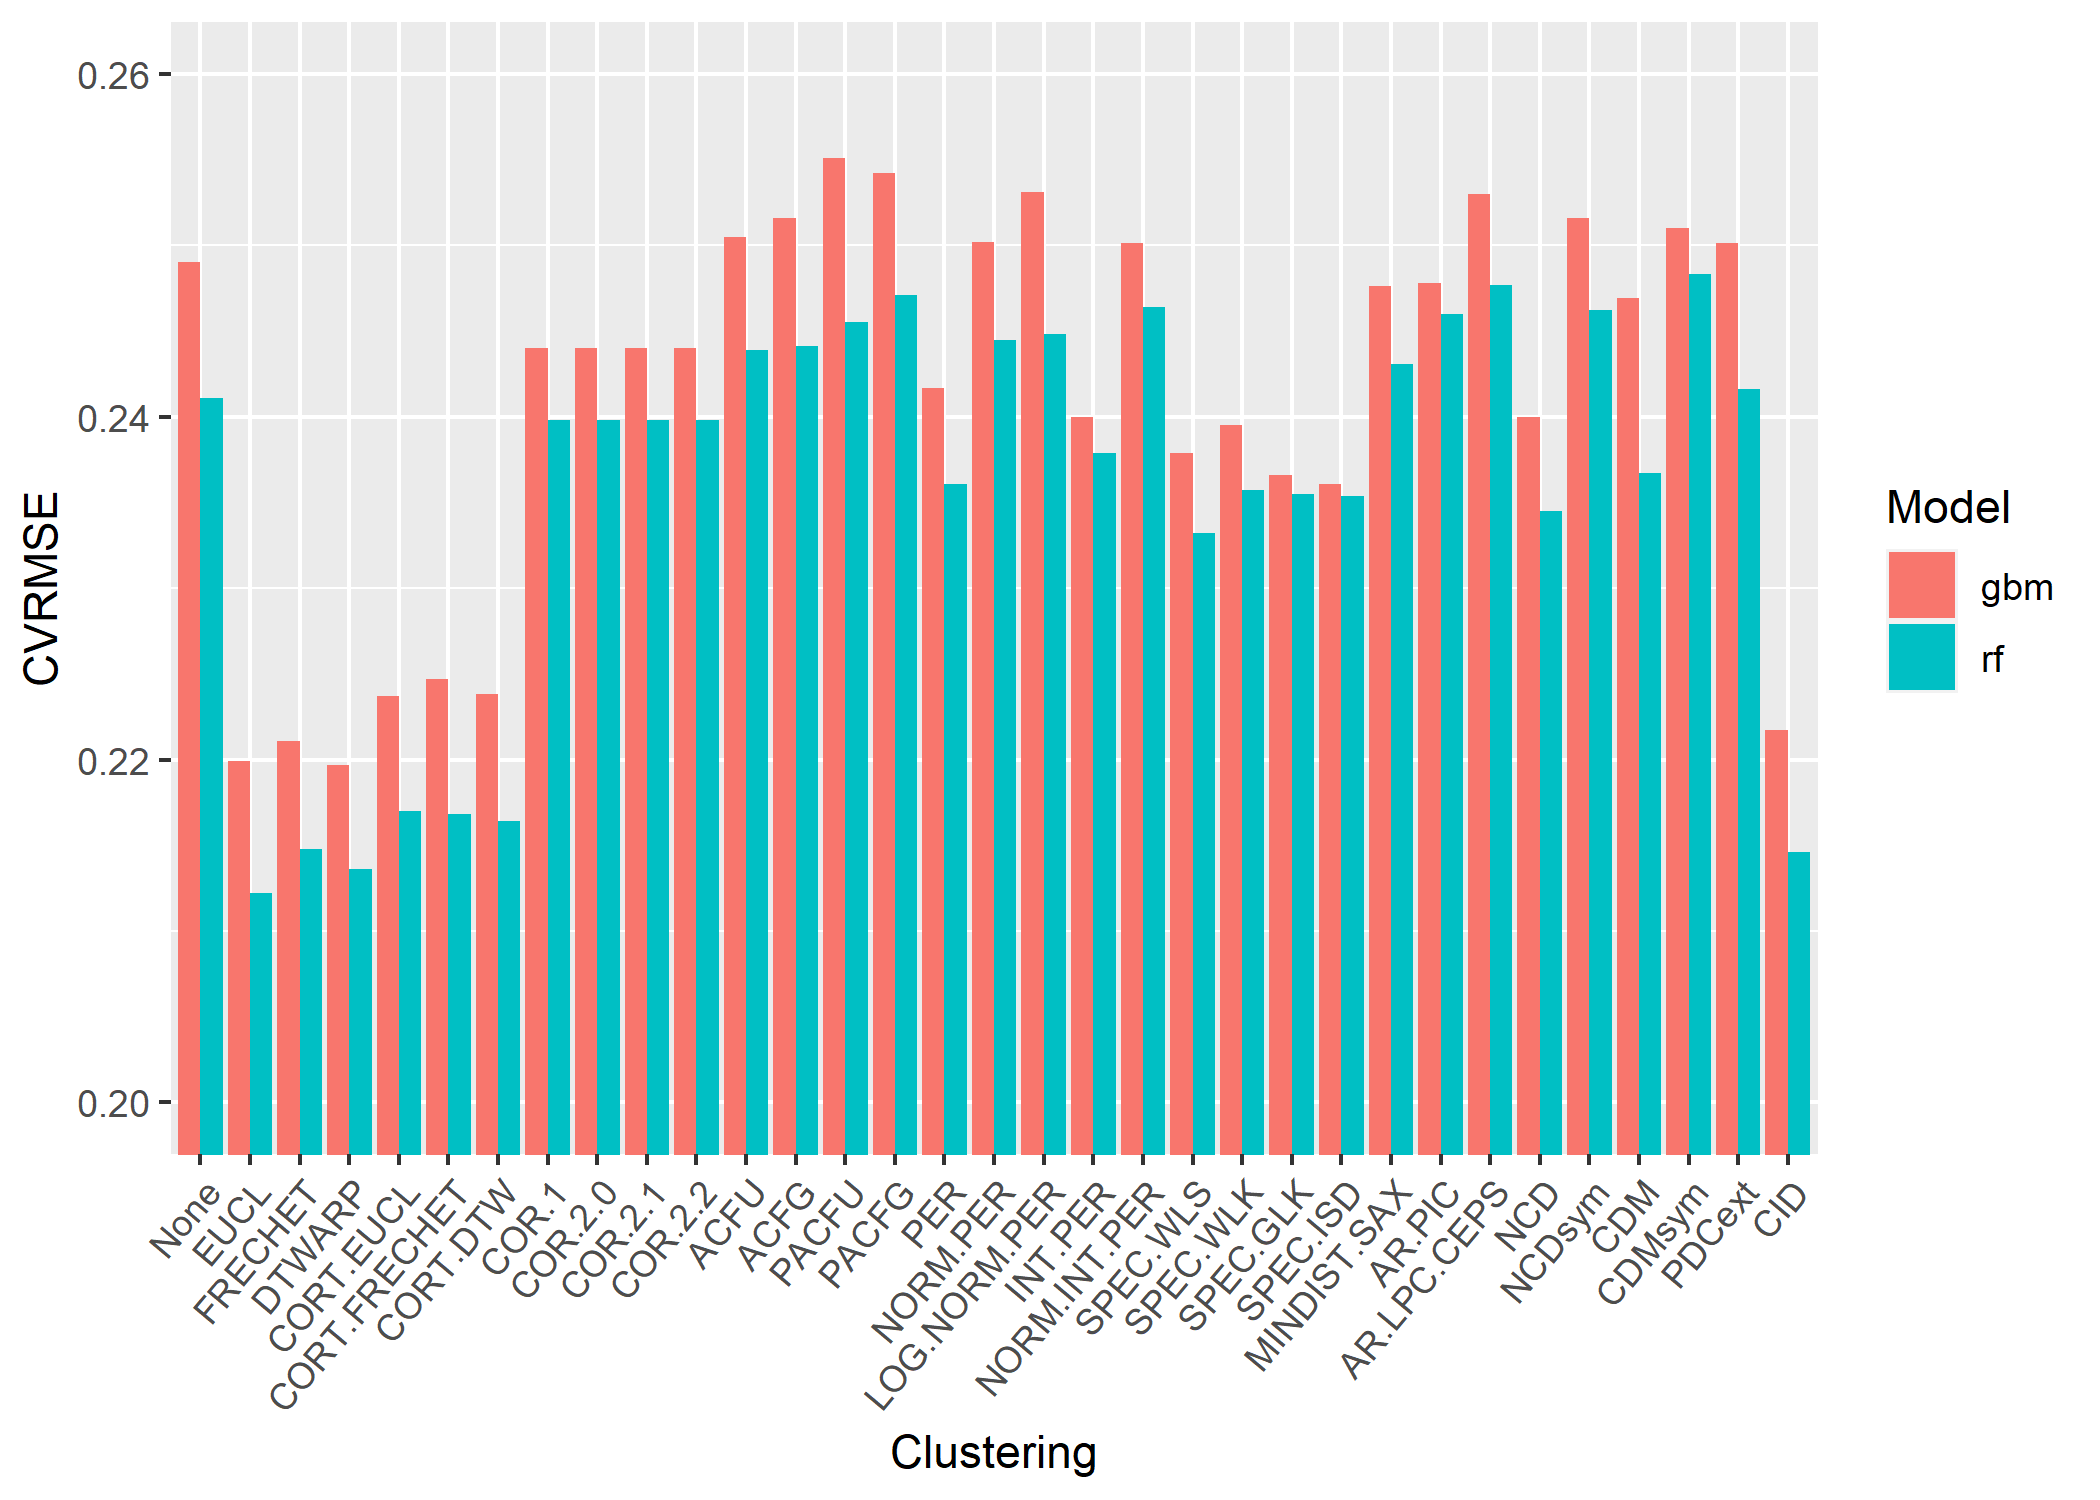 0.26
0.24
0.22
0.20
CVRMSE
None
EUCL
FRECHET
DTWARP
CORT.EUCL
CORT.FRECHET
CORT.DTW
COR.1
COR.2.0
COR.2.1
COR.2.2
ACFU
ACFG
PACFU
PACFG
PER
NORM.PER
LOG.NORM.PER
INT.PER
NORM.INT.PER
SPEC.WLS
SPEC.WLK
SPEC.GLK
SPEC.ISD
MINDIST.SAX
AR.PIC
AR.LPC.CEPS
NCD
NCDsym
CDM
CDMsym
PDCext
CID
Clustering
Model
gbm
rf